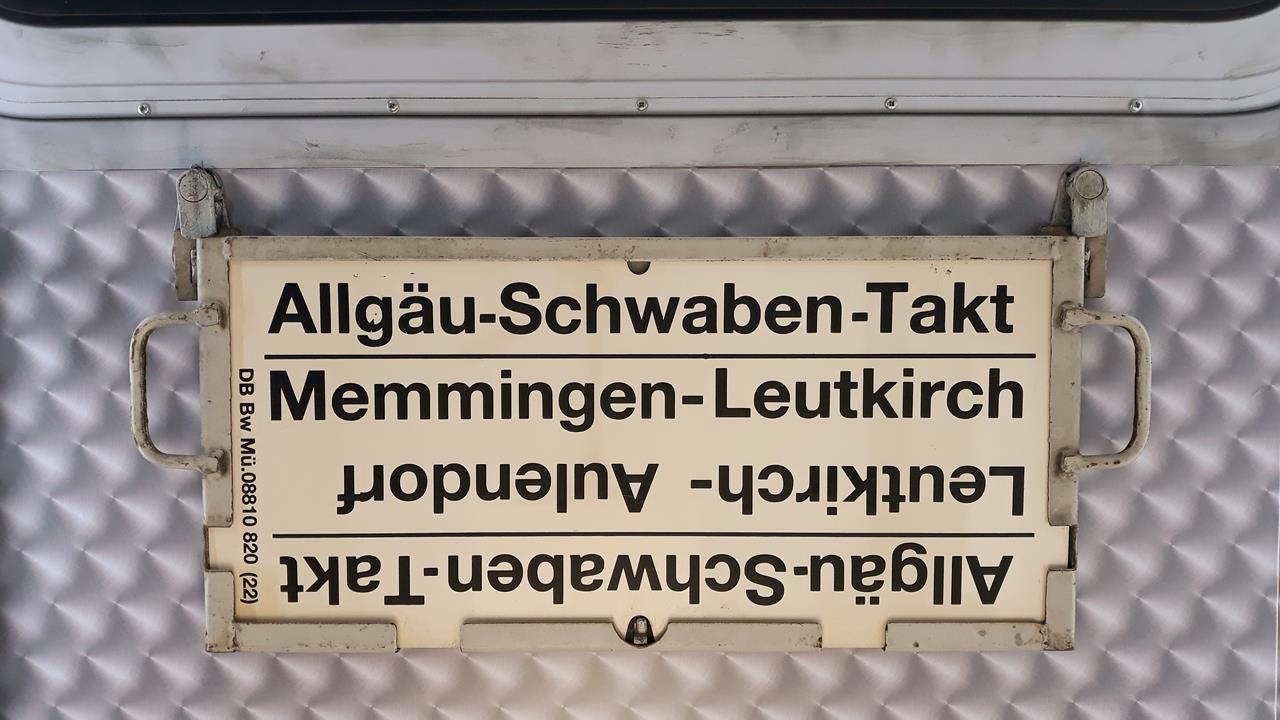 Allgäu-Schwaben-Takt
Memmingen-Leutkirch
Leutkirch- Aulendorf
Allgäu-Schwaben-Takt
DB Bw Mü.08810 820 (22)